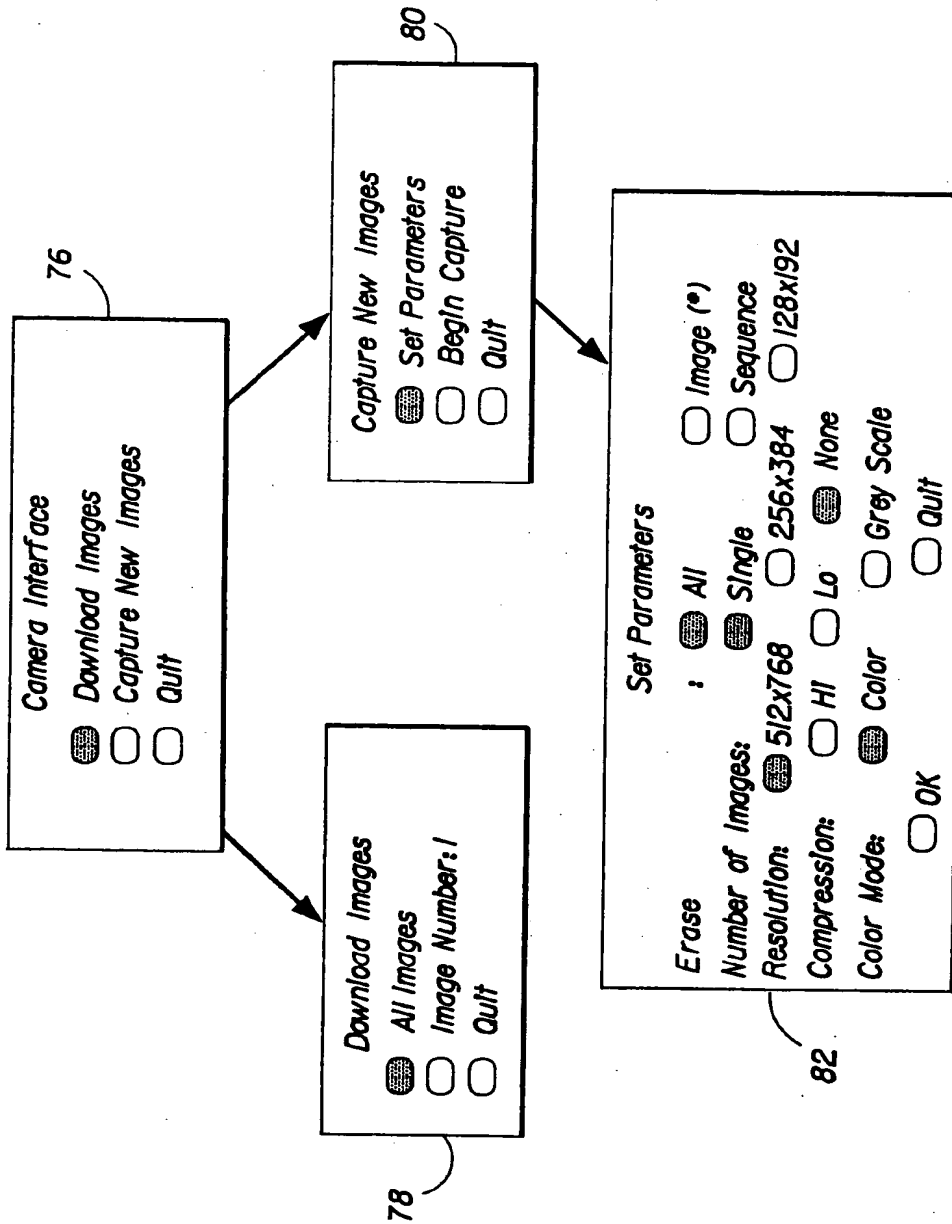 76
Camera Interface
Download Images
Capture New Images
Quit
78
Download Images
All Images
Image Number: 1
Quit
80
Capture New Images
Set Parameters
Begin Capture
Quit
82
Set Parameters
Erase : All Image (*)
Number of Images: Single Sequence
Resolution: 512x768 256x384 128x192
Compression: HI Lo None
Color Mode: Color Grey Scale
OK Quit